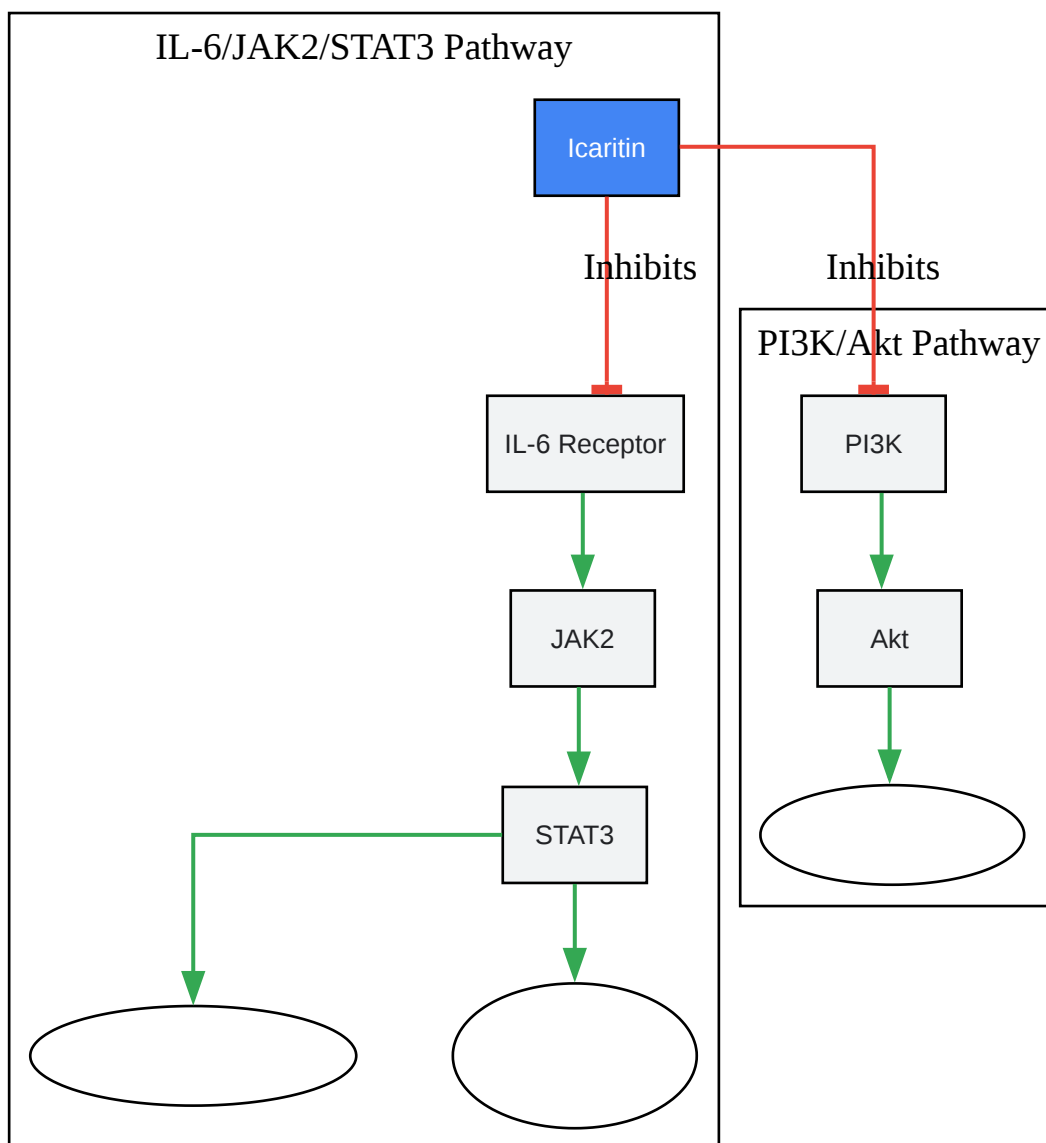 IL-6/JAK2/STAT3 Pathway
Icaritin
Inhibits
Inhibits
PI3K/Akt Pathway
IL-6 Receptor
PI3K
JAK2
Akt
STAT3